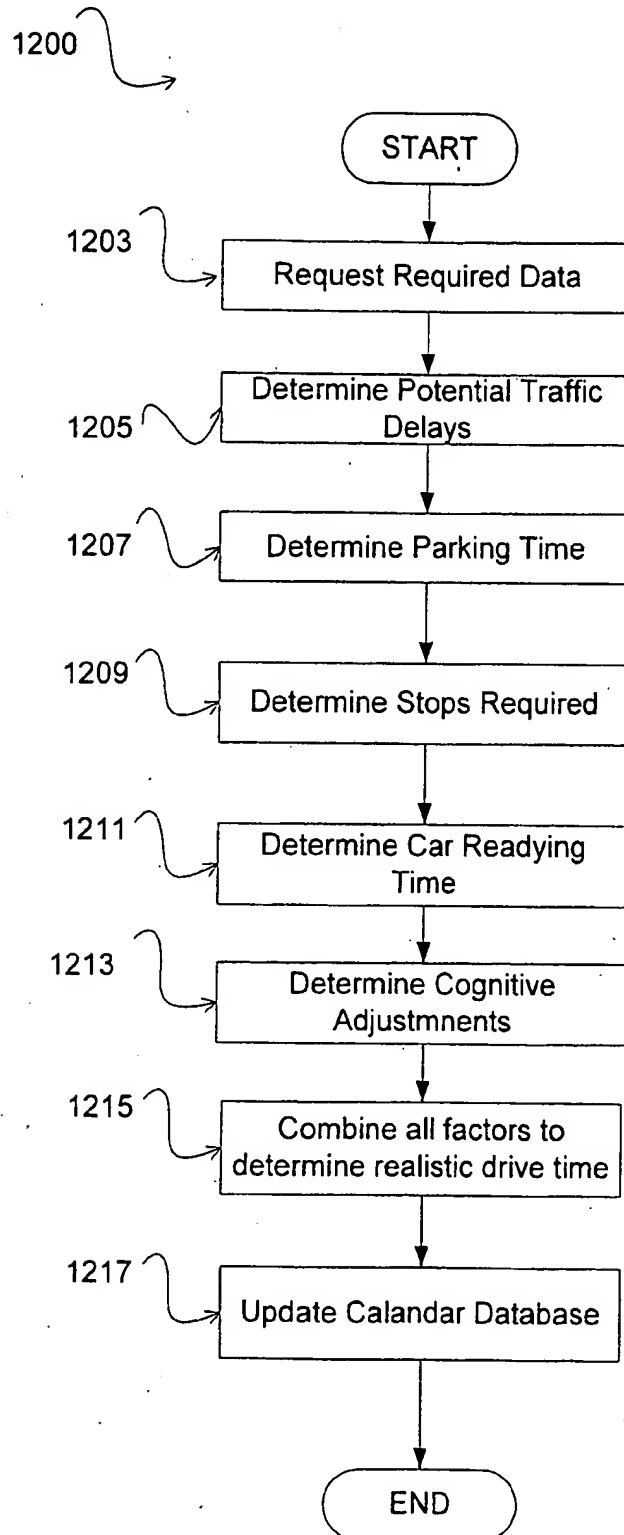 1200
START
1203
Request Required Data
Determine Potential Traffic
Delays
1205
1207
Determine Parking Time
1209
Determine Stops Required
1211
Determine Car Readying
Time
1213
Determine Cognitive
Adjustmnents
1215
Combine all factors to
determine realistic drive time
1217
Update Calandar Database
END